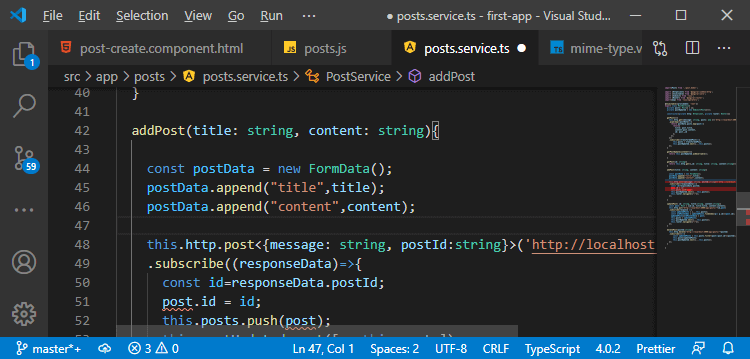 File Edit Selection View Go Run ··· posts.service.ts - first-app - Visual Stud...
post-create.component.html posts.js posts.service.ts mime-type.v
src > app > posts > posts.service.ts > PostService > addPost
1
59
40 }
41
42 addPost(title: string, content: string){
43
44 const postData = new FormData();
45 postData.append("title",title);
46 postData.append("content",content);
47
48 this.http.post<{message: string, postId:string}>('http://localhost
49 .subscribe((responseData)=>{
50 const id=responseData.postId;
51 post.id = id;
52 this.posts.push(post);
master*+ 3 0 Ln 47, Col 1 Spaces: 2 UTF-8 CRLF TypeScript 4.0.2 Prettier